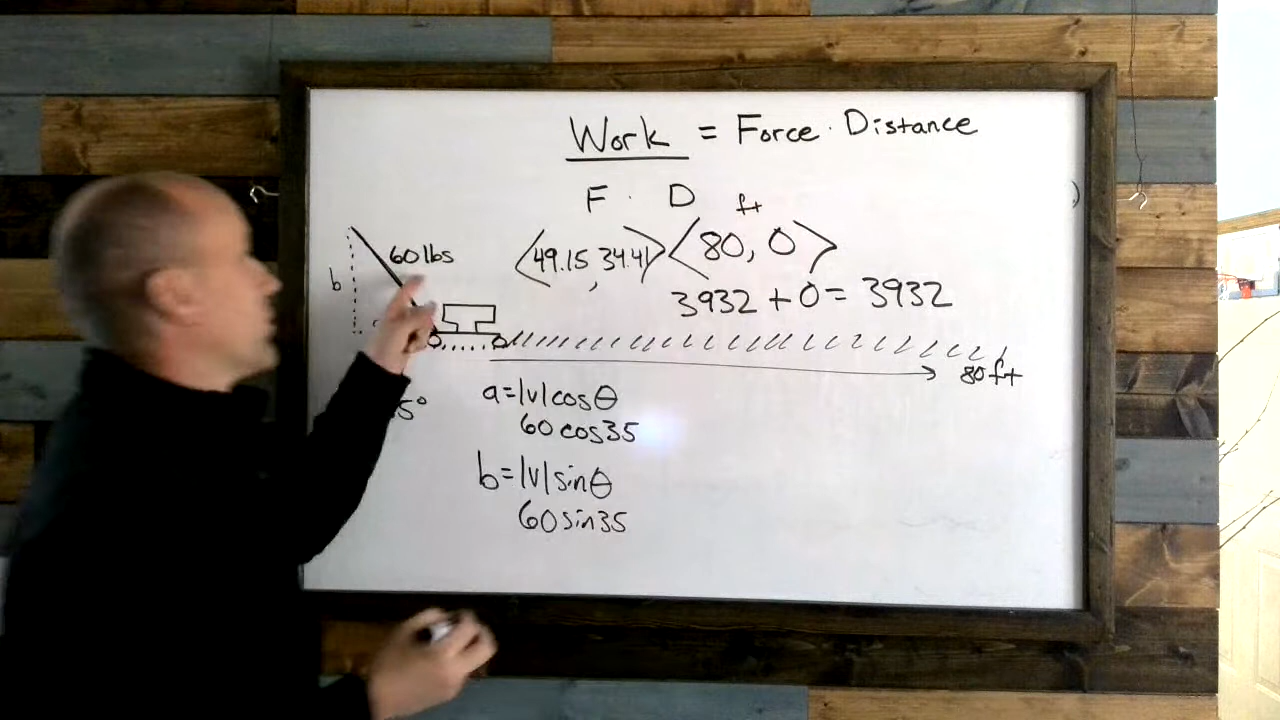 Work = Force · Distance
F · D
ft
<49.15, 34.41> <80, 0>
60 lbs
b
3932 + 0 = 3932
80 ft
a = |v| cos θ
5°
60 cos 35
b = |v| sin θ
60 sin 35